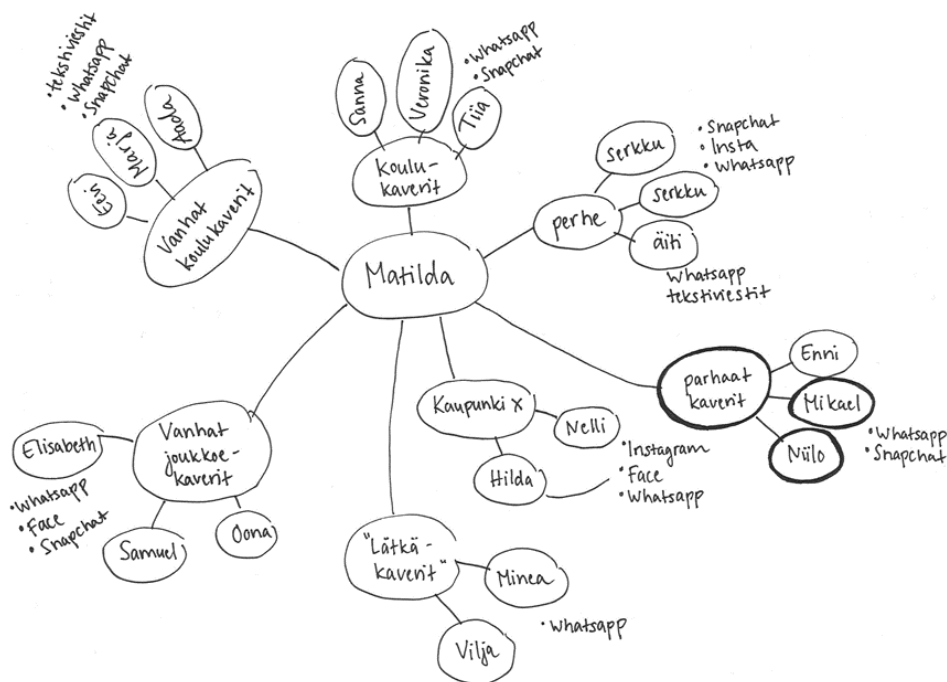 • tekstiviestit
• Whatsapp
• Snapchat
Aada
Marja
Eevi
Vanhat
koulukaverit
Sanna
Veronika
Tiia
• Whatsapp
• Snapchat
Koulu-
kaverit
serkku
serkku
äiti
perhe
• Snapchat
• Insta
• Whatsapp
Whatsapp
tekstiviestit
Matilda
parhaat
kaverit
Enni
Mikael
Niilo
• Whatsapp
• Snapchat
Kaupunki X
Nelli
Hilda
• Instagram
• Face
• Whatsapp
Elisabeth
Vanhat
joukkoe-
kaverit
• Whatsapp
• Face
• Snapchat
Samuel
Oona
"Lätkä-
kaverit"
Minea
• Whatsapp
Vilja